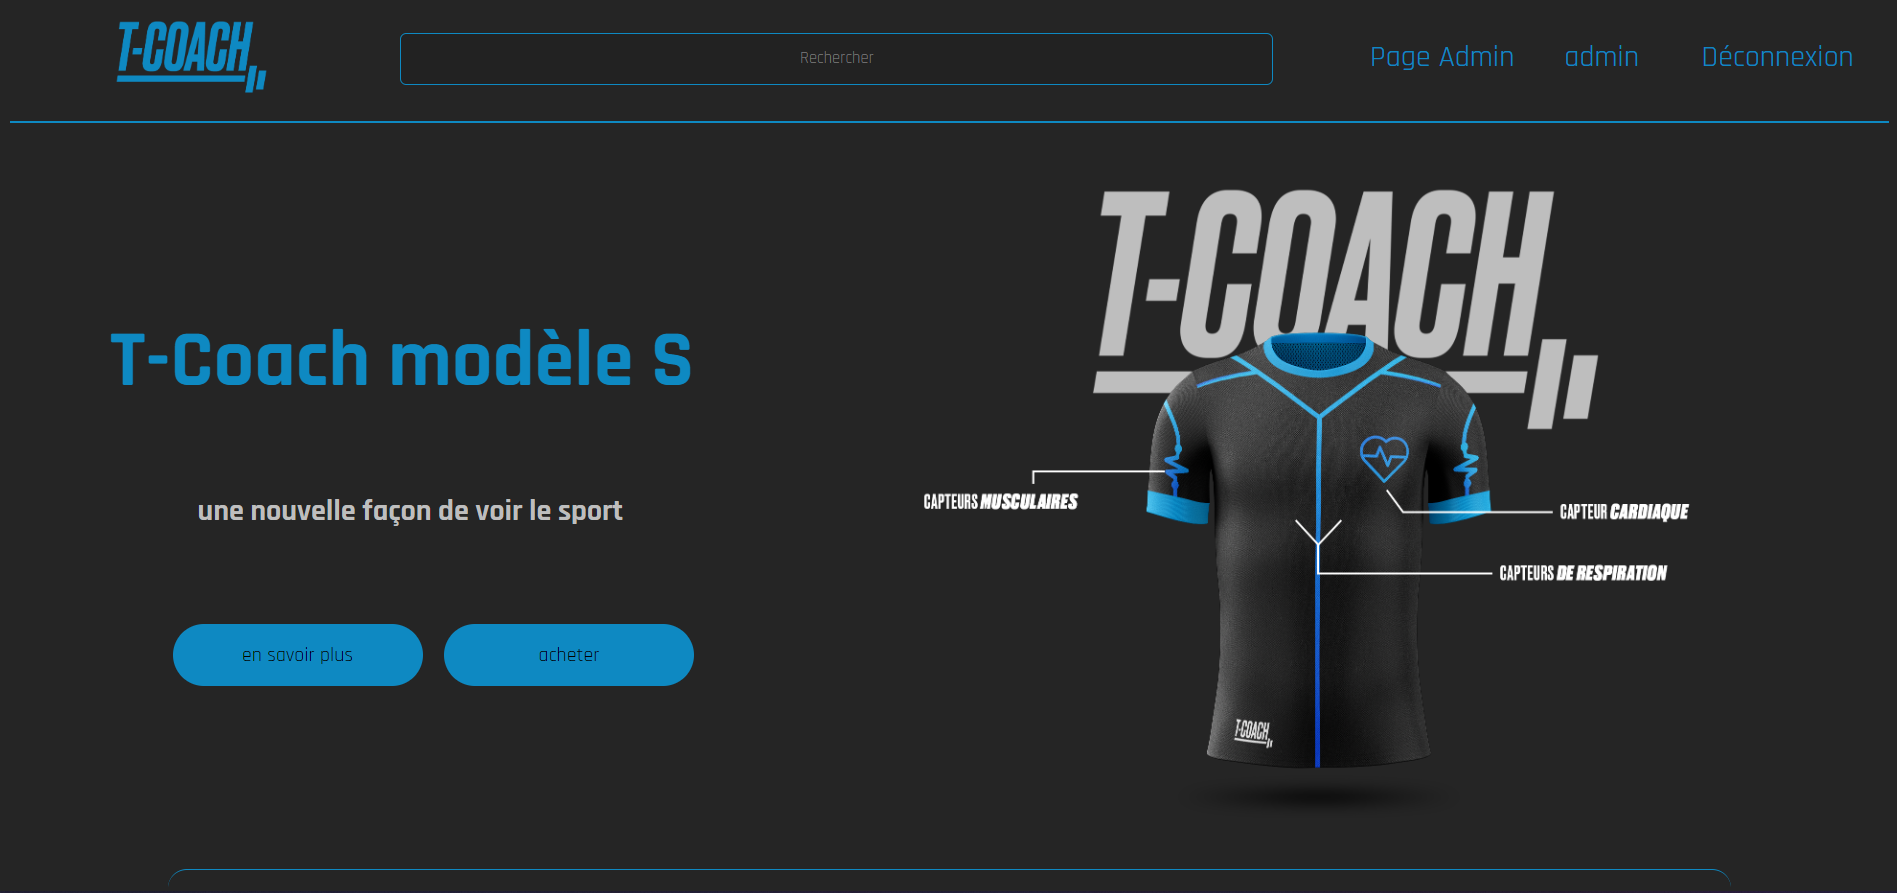 T-COACH
Rechercher
Page Admin
admin
Déconnexion
T-COACH
T-Coach modèle S
une nouvelle façon de voir le sport
en savoir plus
acheter
CAPTEURS MUSCULAIRES
CAPTEUR CARDIAQUE
CAPTEURS DE RESPIRATION
T-COACH